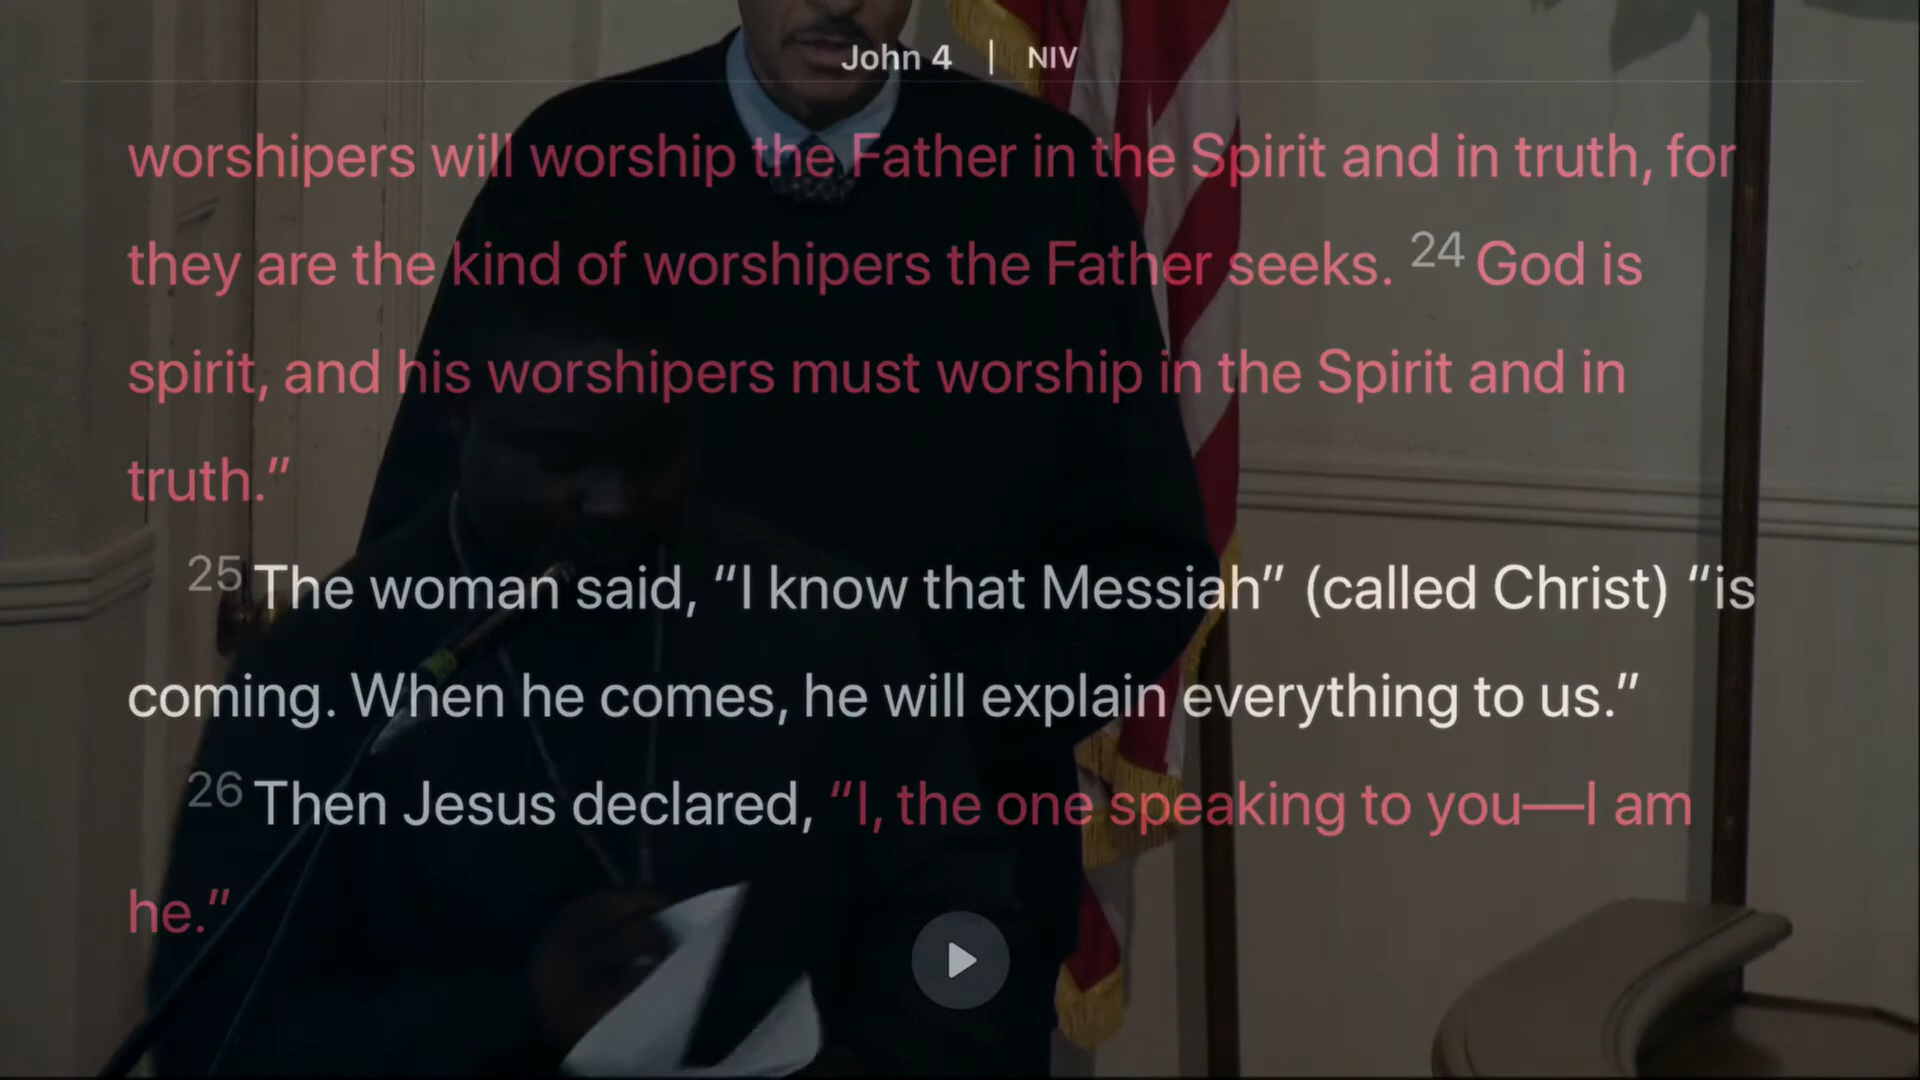 John 4 | NIV
worshipers will worship the Father in the Spirit and in truth, for
they are the kind of worshipers the Father seeks. 24 God is
spirit, and his worshipers must worship in the Spirit and in
truth.”
25 The woman said, “I know that Messiah” (called Christ) “is
coming. When he comes, he will explain everything to us.”
26 Then Jesus declared, “I, the one speaking to you—I am
he.”